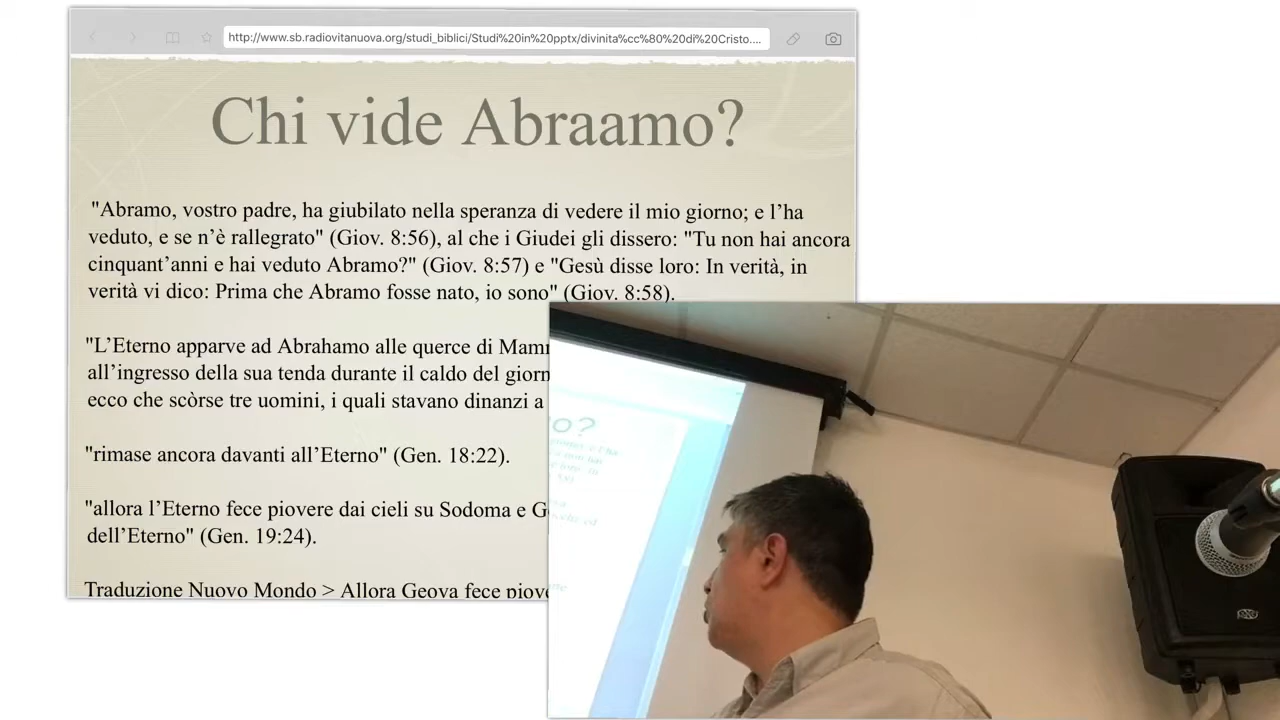 http://www.sb.radiovitanuova.org/studi_biblici/Studi%20in%20pptx/divinita%cc%80%20di%20Cristo....
Chi vide Abraamo?
"Abramo, vostro padre, ha giubilato nella speranza di vedere il mio giorno; e l’ha
veduto, e se n’è rallegrato" (Giov. 8:56), al che i Giudei gli dissero: "Tu non hai ancora
cinquant’anni e hai veduto Abramo?" (Giov. 8:57) e "Gesù disse loro: In verità, in
verità vi dico: Prima che Abramo fosse nato, io sono" (Giov. 8:58).
"L’Eterno apparve ad Abrahamo alle querce di Mam
all’ingresso della sua tenda durante il caldo del giorn
ecco che scòrse tre uomini, i quali stavano dinanzi a
"rimase ancora davanti all’Eterno" (Gen. 18:22).
"allora l’Eterno fece piovere dai cieli su Sodoma e G
dell’Eterno" (Gen. 19:24).
Traduzione Nuovo Mondo > Allora Geova fece piov
o?